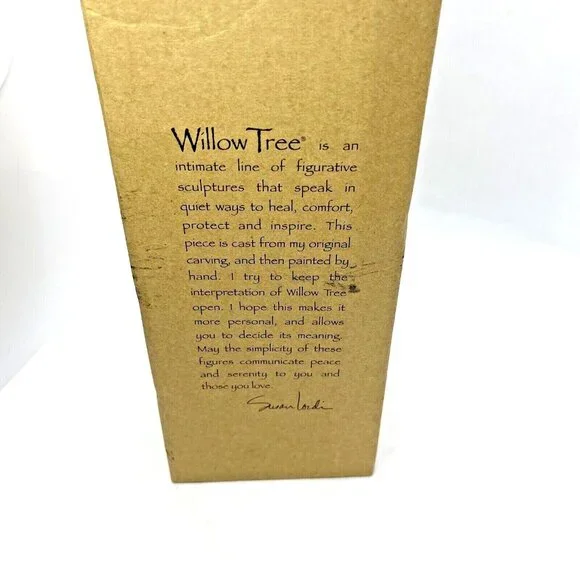 Willow Tree® is an
intimate line of figurative
sculptures that speak in
quiet ways to heal, comfort,
protect and inspire. This
piece is cast from my original
carving, and then painted by
hand. I try to keep the
interpretation of Willow Tree
open. I hope this makes it
more personal, and allows
you to decide its meaning.
May the simplicity of these
figures communicate peace
and serenity to you and
those you love.
Susan Lordi